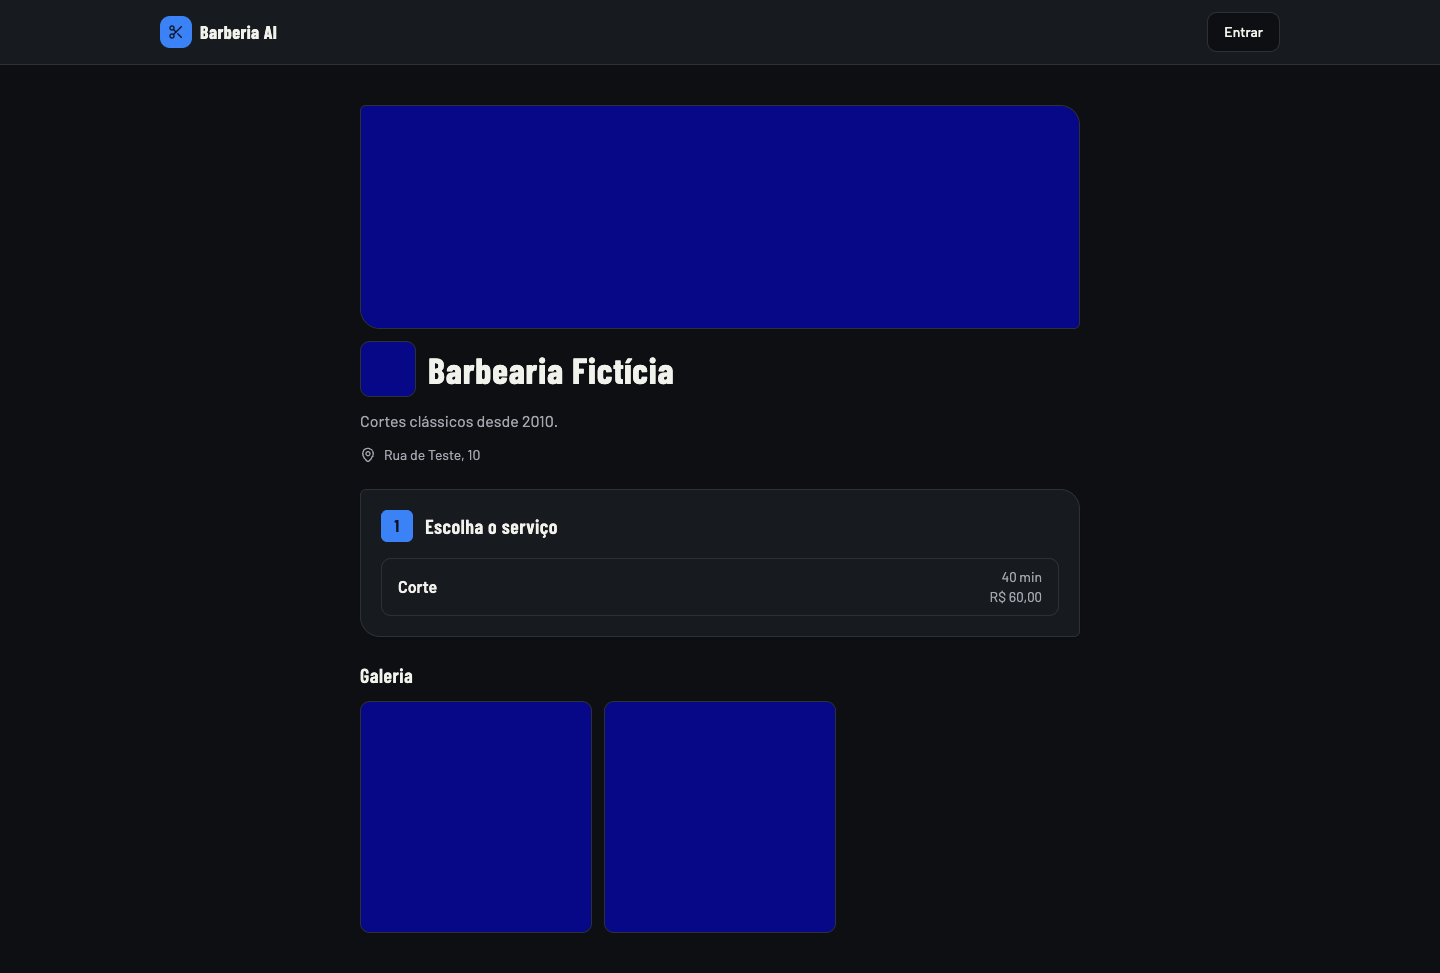 Barberia AI
Entrar
Barbearia Fictícia
Cortes clássicos desde 2010.
Rua de Teste, 10
1 Escolha o serviço
Corte
40 min
R$ 60,00
Galeria